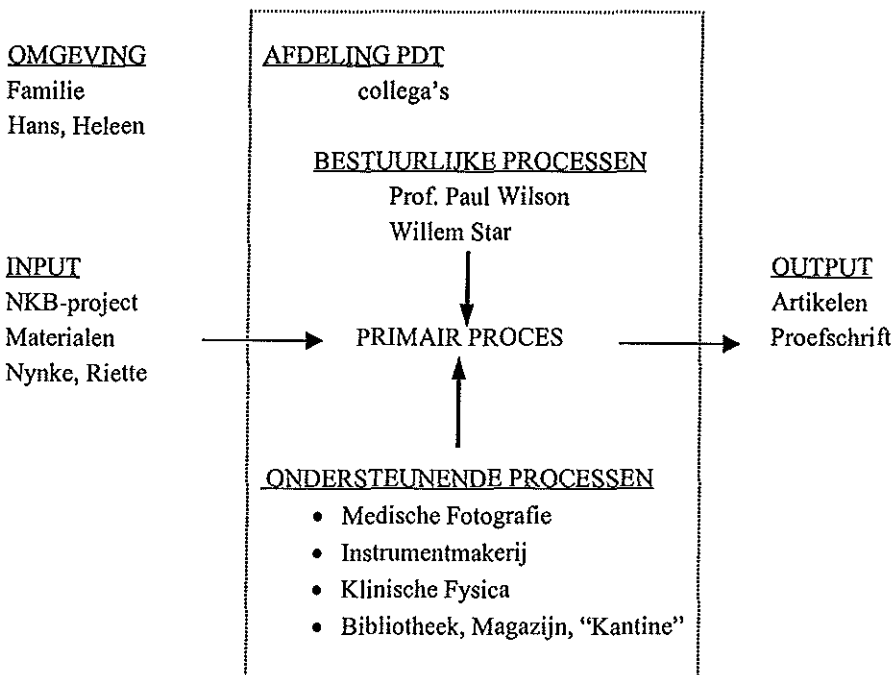 OMGEVING
Familie
Hans, Heleen
AFDELING PDT
collega's
BESTUURLIJKE PROCESSEN
Prof. Paul Wilson
Willem Star
INPUT
NKB-project
Materialen
Nynke, Riette
PRIMAIR PROCES
OUTPUT
Artikelen
Proefschrift
ONDERSTEUNENDE PROCESSEN
• Medische Fotografie
• Instrumentmakerij
• Klinische Fysica
• Bibliotheek, Magazijn, “Kantine”